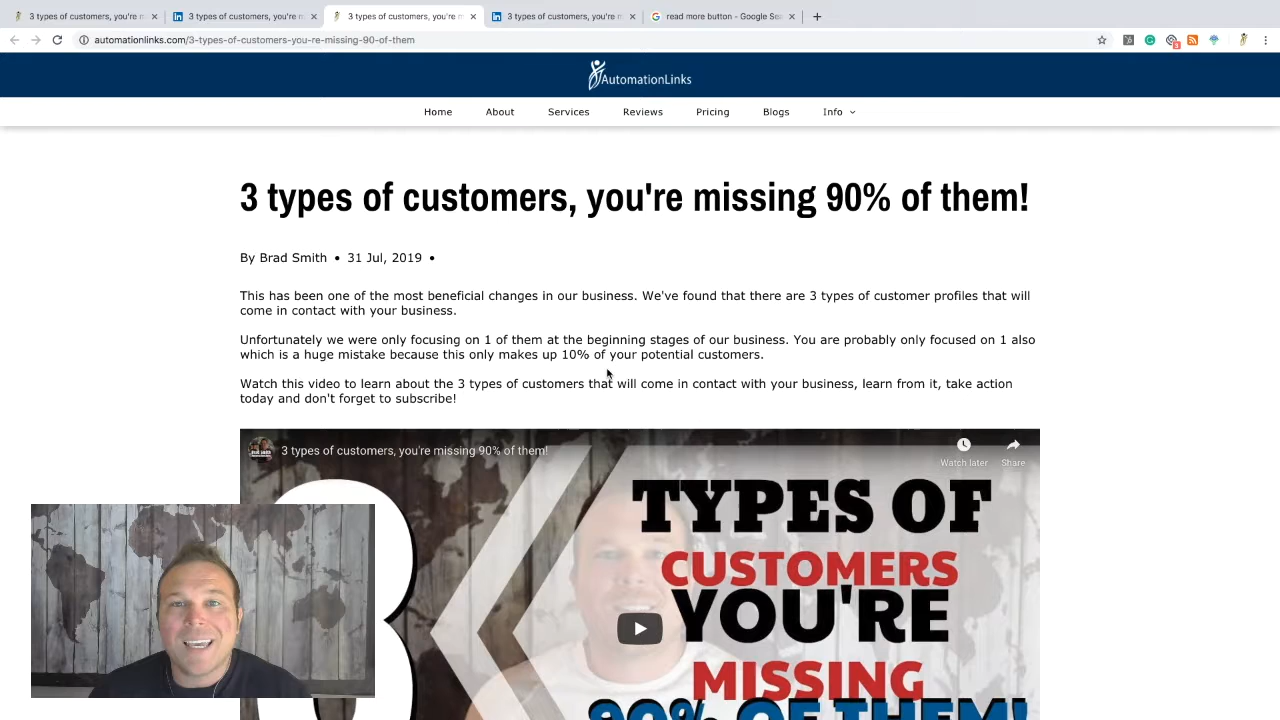 3 types of customers, you're m
3 types of customers, you're m
3 types of customers, you're m
3 types of customers, you're m
read more button - Google Sea
automationlinks.com/3-types-of-customers-you-re-missing-90-of-them
3
AutomationLinks
Home About Services Reviews Pricing Blogs Info
3 types of customers, you're missing 90% of them!
By Brad Smith • 31 Jul, 2019 •
This has been one of the most beneficial changes in our business. We've found that there are 3 types of customer profiles that will
come in contact with your business.
Unfortunately we were only focusing on 1 of them at the beginning stages of our business. You are probably only focused on 1 also
which is a huge mistake because this only makes up 10% of your potential customers.
Watch this video to learn about the 3 types of customers that will come in contact with your business, learn from it, take action
today and don't forget to subscribe!
3 types of customers, you're missing 90% of them!
Watch later Share
3
TYPES OF
CUSTOMERS
YOU'RE
MISSING
90% OF THEM!